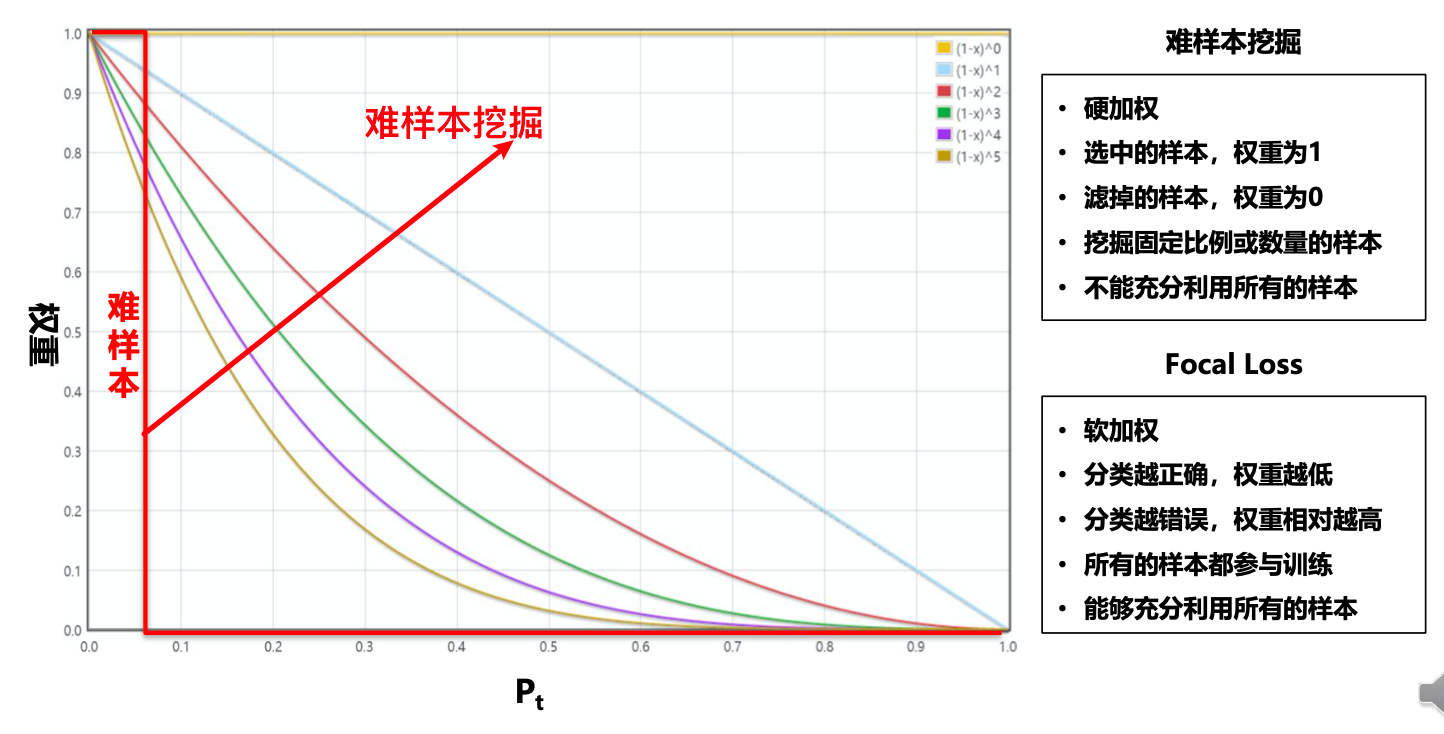 难样本挖掘
1.0
0.9
0.8
0.7
0.6
0.5
0.4
0.3
0.2
0.1
0.0
权重
难
样
本
(1-x)^0
(1-x)^1
(1-x)^2
(1-x)^3
(1-x)^4
(1-x)^5
0.0 0.1 0.2 0.3 0.4 0.5 0.6 0.7 0.8 0.9 1.0
Pt
难样本挖掘
• 硬加权
• 选中的样本，权重为1
• 滤掉的样本，权重为0
• 挖掘固定比例或数量的样本
• 不能充分利用所有的样本
Focal Loss
• 软加权
• 分类越正确，权重越低
• 分类越错误，权重相对越高
• 所有的样本都参与训练
• 能够充分利用所有的样本